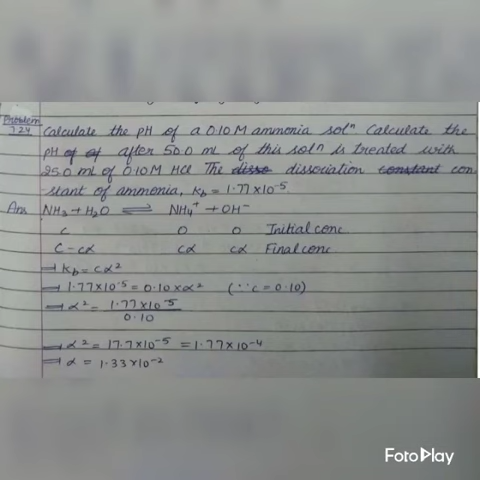 Problem
7.24 Calculate the pH of a 0.10 M ammonia solⁿ Calculate the
pH of of after 50.0 ml of this solⁿ is treated with
25.0 ml of 0.10M HCl The disso dissociation constant con
stant of ammonia, Kb = 1.77 × 10⁻⁵.
Ans NH₃ + H₂O ⇌ NH₄⁺ + OH⁻
C 0 0 Initial conc
C - cα cα cα Final conc
⇒ Kb = cα²
⇒ 1.77×10⁻⁵ = 0.10 × α² (∵ c = 0.10)
⇒ α² = 1.77 × 10⁻⁵
0.10
⇒ α² = 17.7×10⁻⁵ = 1.77×10⁻⁴
⇒ α = 1.33×10⁻²
FotoPlay